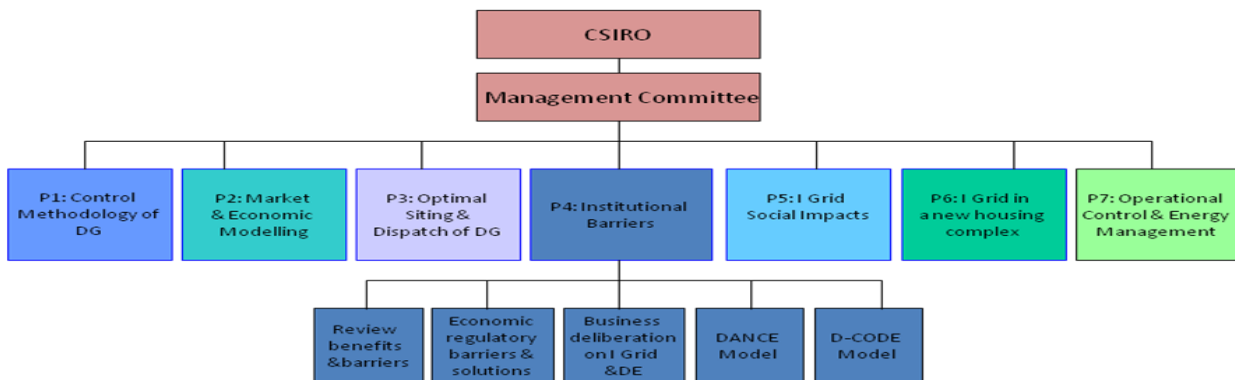 CSIRO
Management Committee
P1: Control
Methodology of
DG
P2: Market
& Economic
Modelling
P3: Optimal
Siting &
Dispatch of DG
P4: Institutional
Barriers
P5: I Grid
Social Impacts
P6: I Grid in
a new housing
complex
P7: Operational
Control & Energy
Management
Review
benefits
&barriers
Economic
regulatory
barriers &
solutions
Business
deliberation
on I Grid
&DE
DANCE
Model
D-CODE
Model